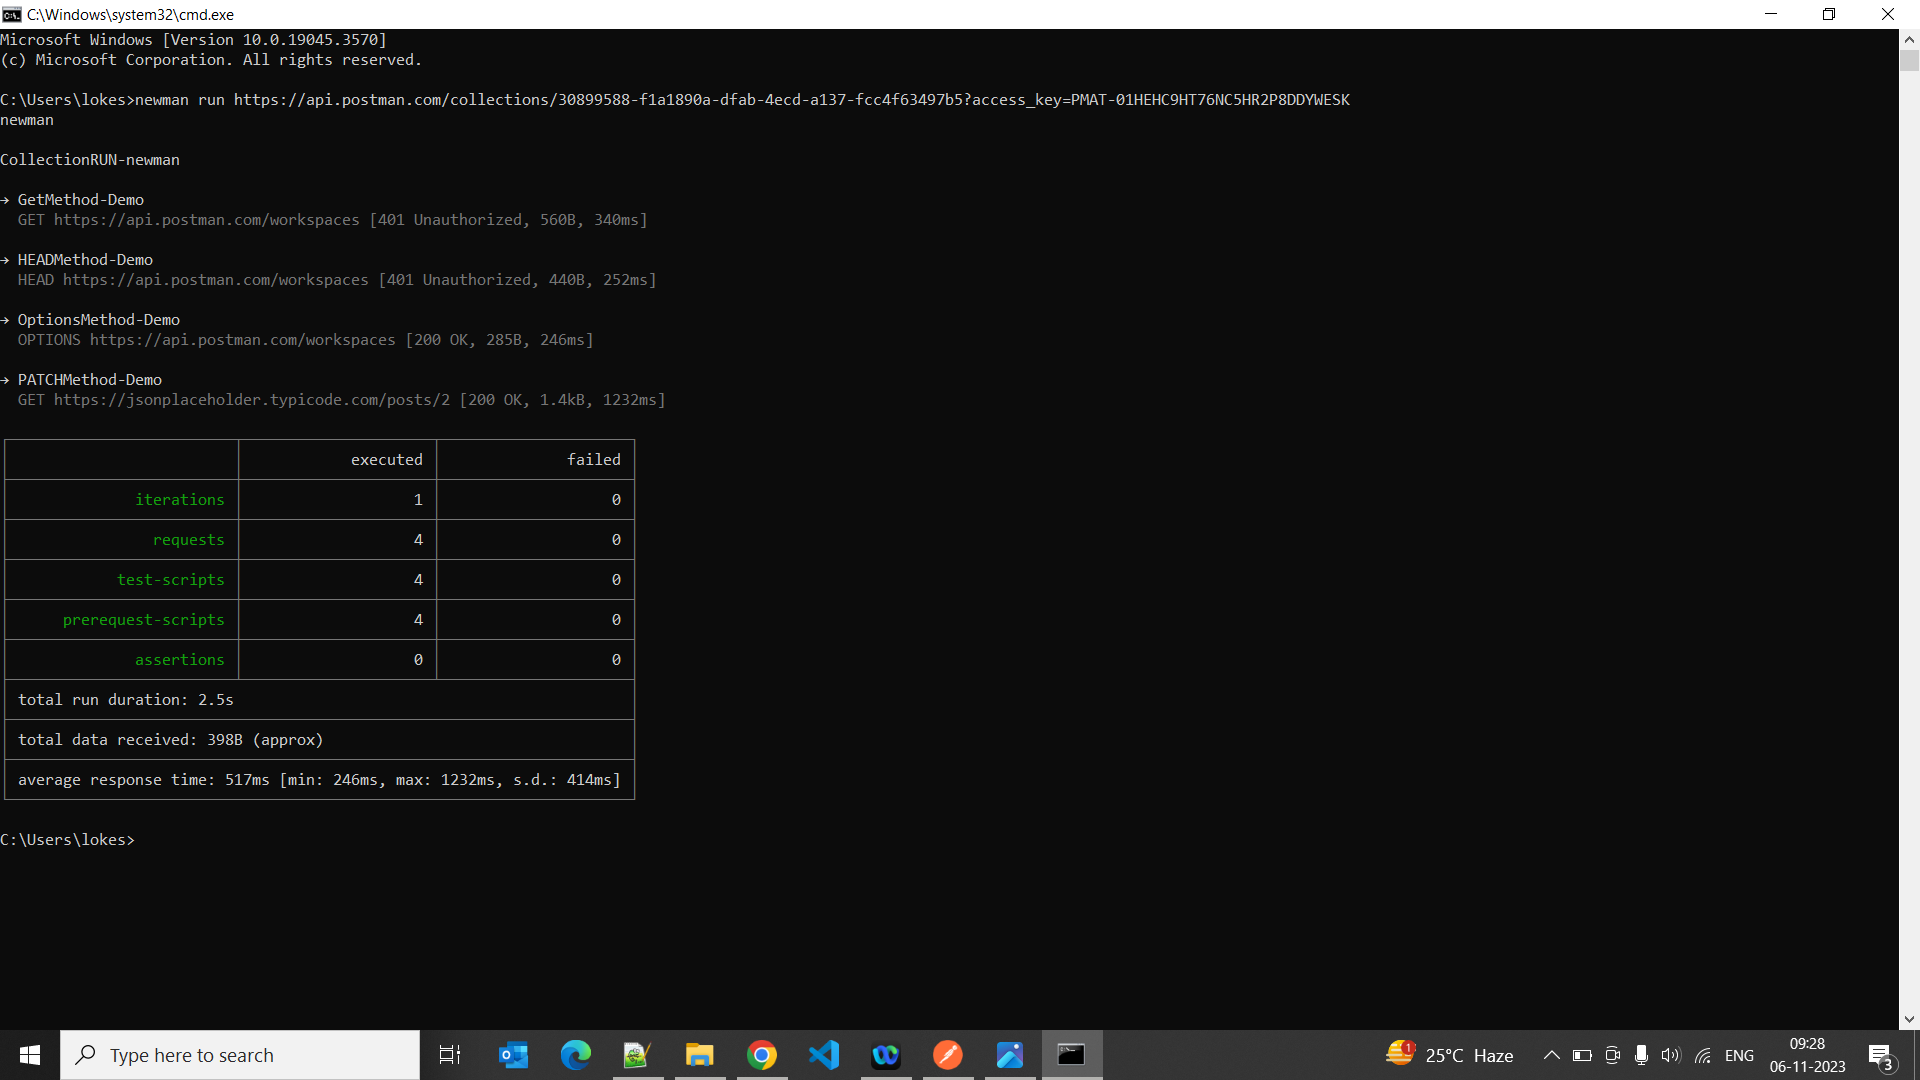 C:\Windows\system32\cmd.exe
Microsoft Windows [Version 10.0.19045.3570]
(c) Microsoft Corporation. All rights reserved.
C:\Users\lokes>newman run https://api.postman.com/collections/30899588-f1a1890a-dfab-4ecd-a137-fcc4f63497b5?access_key=PMAT-01HEHC9HT76NC5HR2P8DDYWESK
newman
CollectionRUN-newman
→ GetMethod-Demo
GET https://api.postman.com/workspaces [401 Unauthorized, 560B, 340ms]
→ HEADMethod-Demo
HEAD https://api.postman.com/workspaces [401 Unauthorized, 440B, 252ms]
→ OptionsMethod-Demo
OPTIONS https://api.postman.com/workspaces [200 OK, 285B, 246ms]
→ PATCHMethod-Demo
GET https://jsonplaceholder.typicode.com/posts/2 [200 OK, 1.4kB, 1232ms]
executed failed
iterations 1 0
requests 4 0
test-scripts 4 0
prerequest-scripts 4 0
assertions 0 0
total run duration: 2.5s
total data received: 398B (approx)
average response time: 517ms [min: 246ms, max: 1232ms, s.d.: 414ms]
C:\Users\lokes>
Type here to search
1
25°C Haze
ENG
09:28
06-11-2023
3